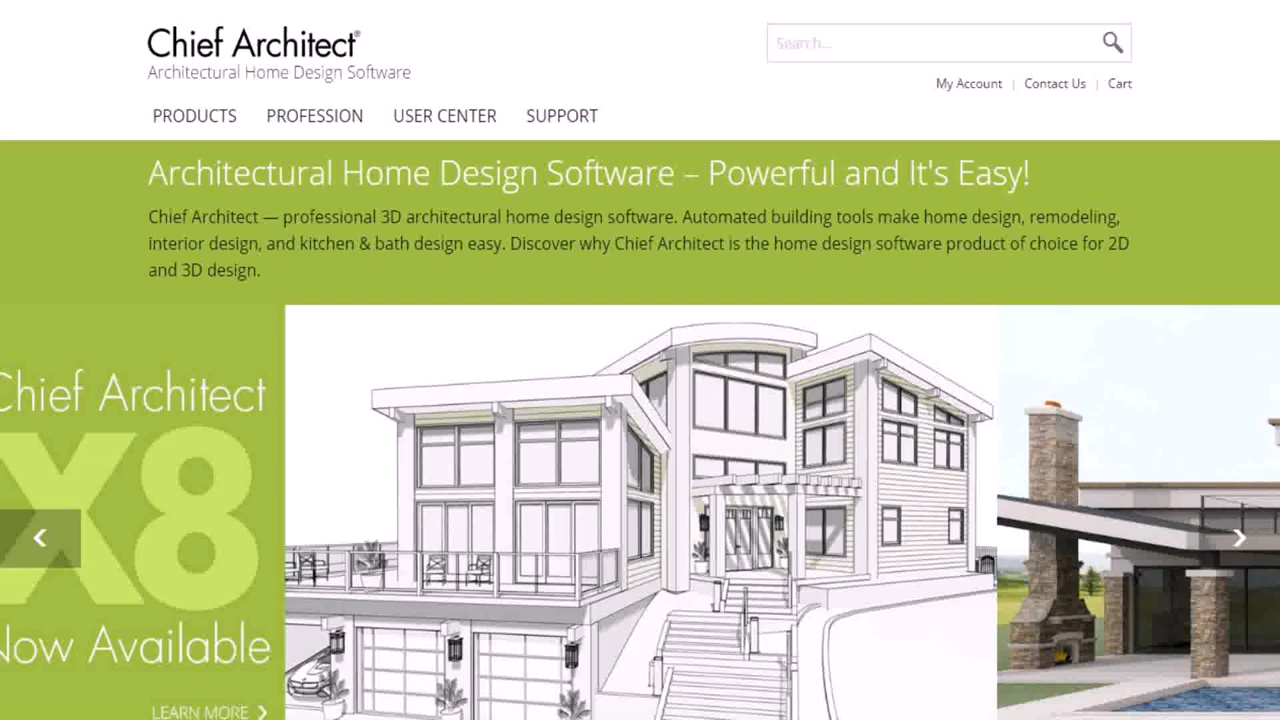 Chief Architect®
Architectural Home Design Software
Search...
My Account | Contact Us | Cart
PRODUCTS PROFESSION USER CENTER SUPPORT
Architectural Home Design Software – Powerful and It's Easy!
Chief Architect — professional 3D architectural home design software. Automated building tools make home design, remodeling,
interior design, and kitchen & bath design easy. Discover why Chief Architect is the home design software product of choice for 2D
and 3D design.
Chief Architect
X8
Now Available
LEARN MORE